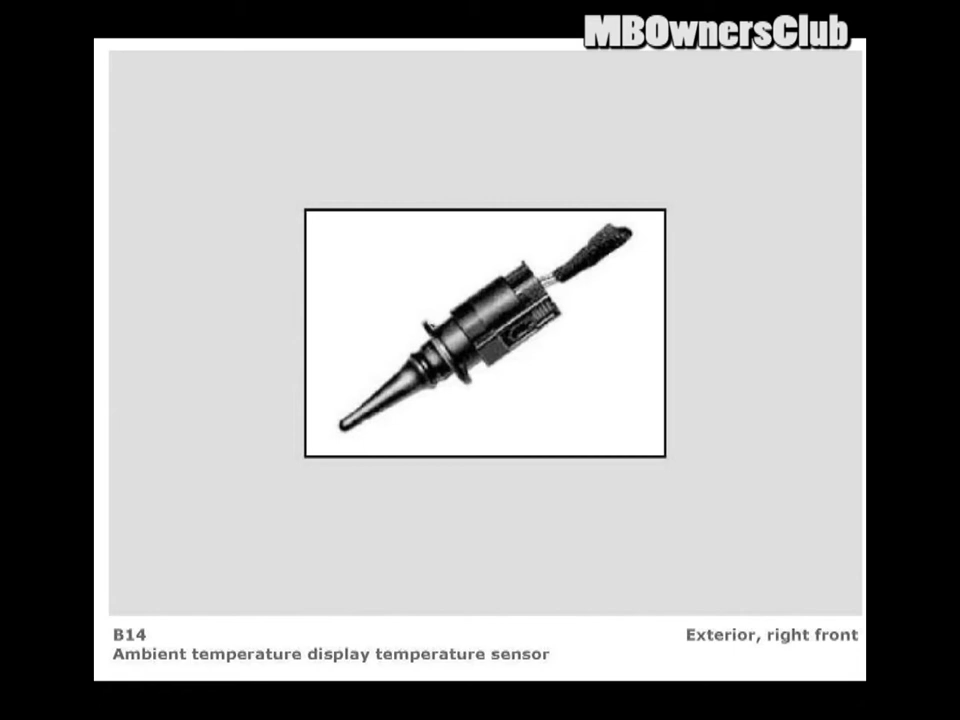 MBOwnersClub
B14
Exterior, right front
Ambient temperature display temperature sensor